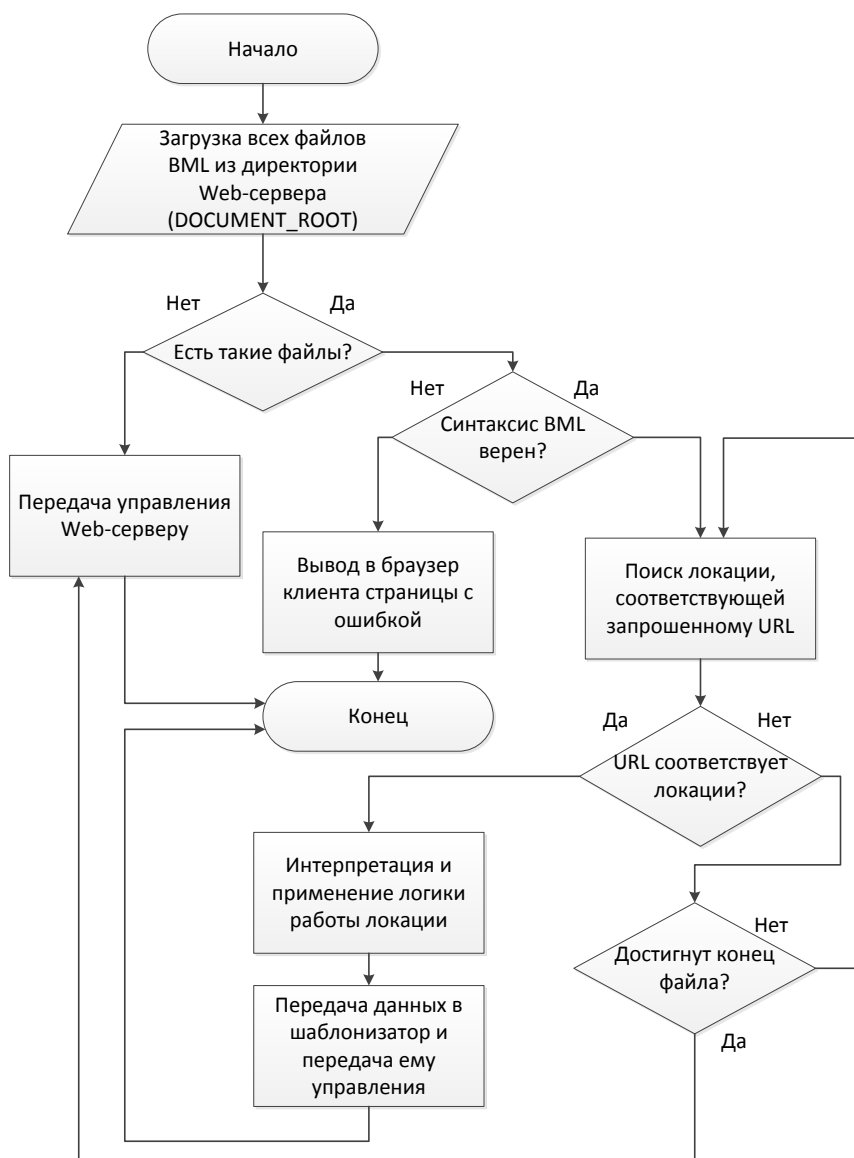 Начало
Загрузка всех файлов
BML из директории
Web-сервера
(DOCUMENT_ROOT)
Нет
Да
Есть такие файлы?
Нет
Да
Синтаксис BML
верен?
Передача управления
Web-серверу
Вывод в браузер
клиента страницы с
ошибкой
Поиск локации,
соответствующей
запрошенному URL
Конец
Да
Нет
URL соответствует
локации?
Интерпретация и
применение логики
работы локации
Нет
Достигнут конец
файла?
Передача данных в
шаблонизатор и
передача ему
управления
Да